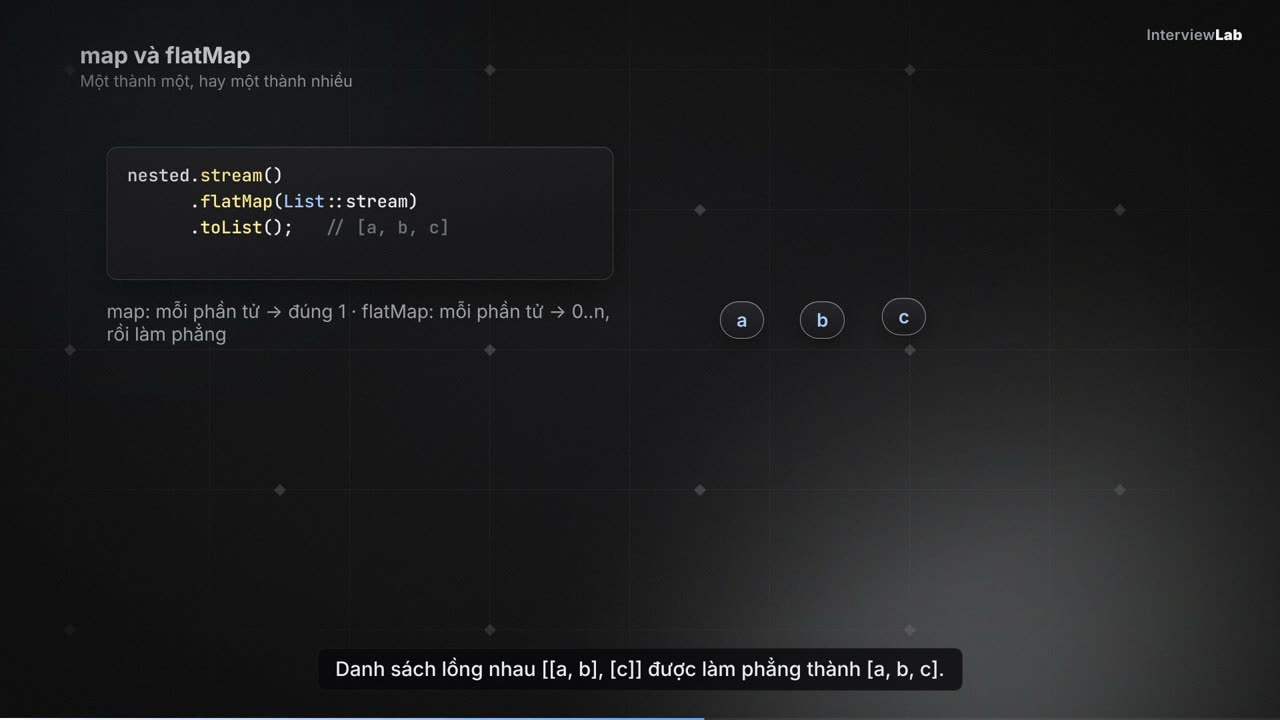 map và flatMap
InterviewLab
Một thành một, hay một thành nhiều
nested.stream()
.flatMap(List::stream)
.toList();   // [a, b, c]
map: mỗi phần tử → đúng 1 · flatMap: mỗi phần tử → 0..n,
rồi làm phẳng
a b c
Danh sách lồng nhau [[a, b], [c]] được làm phẳng thành [a, b, c].